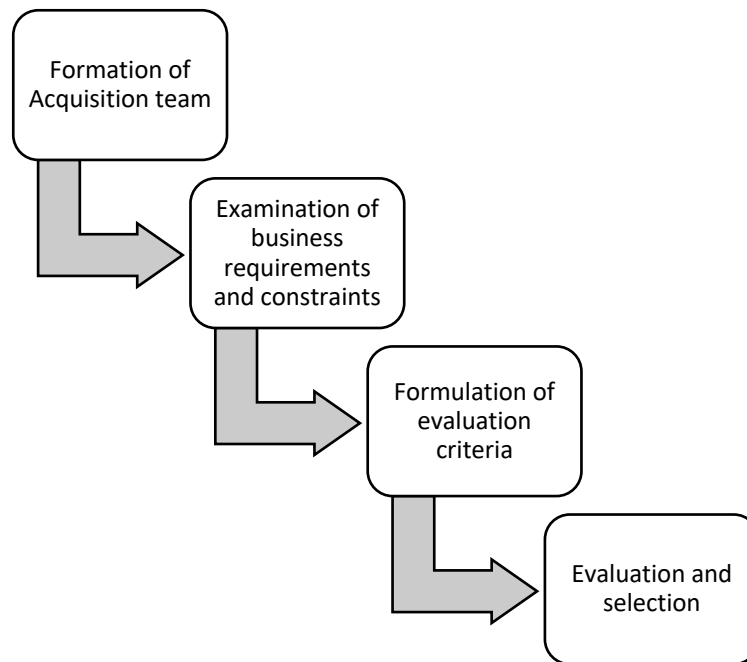 Formation of
Acquisition team
Examination of
business
requirements
and constraints
Formulation of
evaluation
criteria
Evaluation and
selection